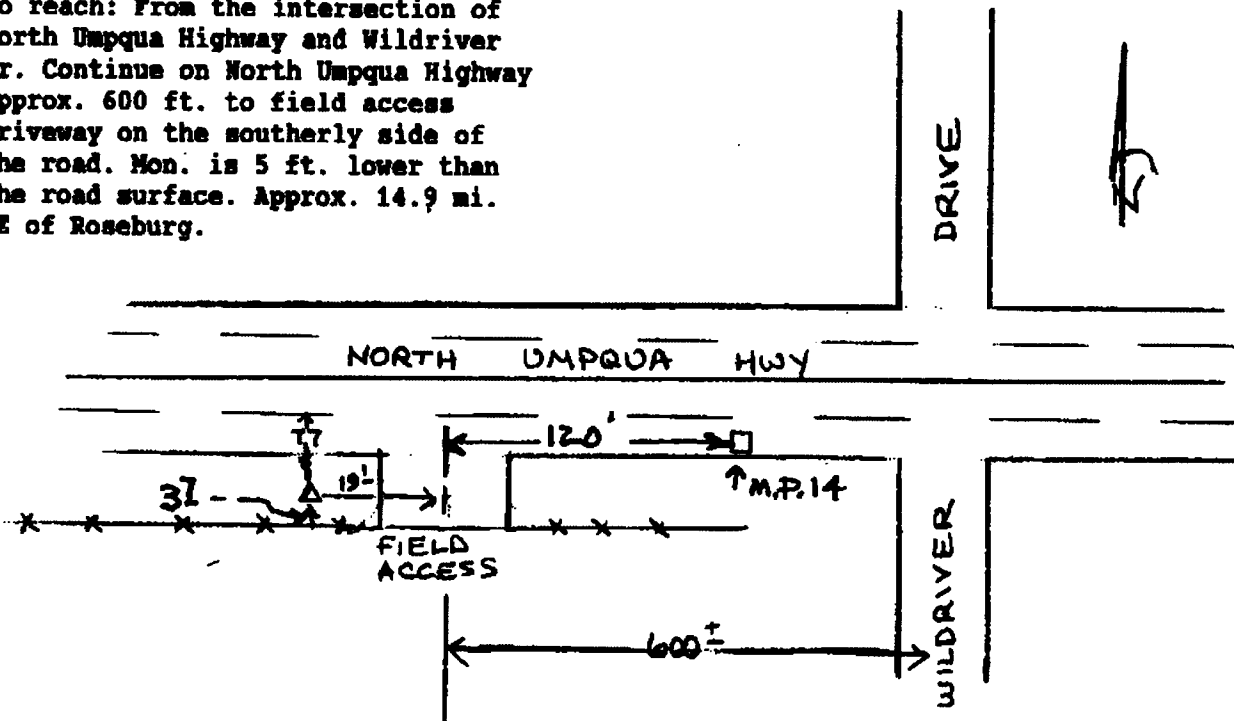 o reach: From the intersection of
orth Umpqua Highway and Wildriver
r. Continue on North Umpqua Highway
pprox. 600 ft. to field access
riveway on the southerly side of
he road. Mon. is 5 ft. lower than
he road surface. Approx. 14.9 mi.
E of Roseburg.
DRIVE
NORTH UMPQUA HWY
120'
19'
M.P.14
FIELD
ACCESS
600±
WILDRIVER